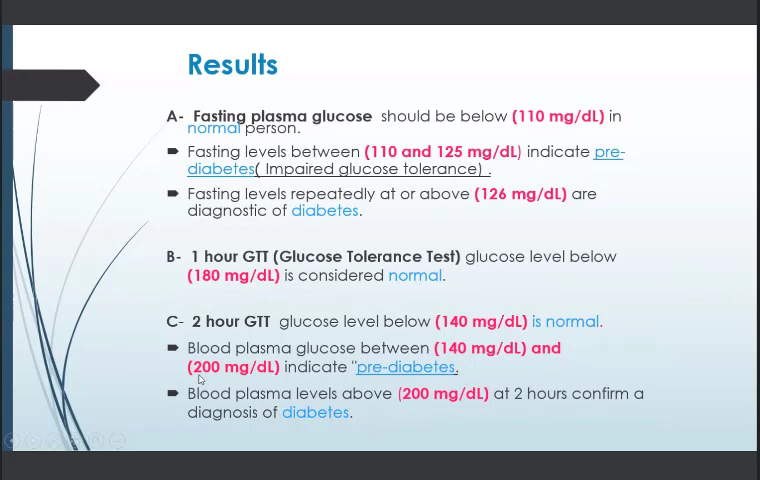 Results
A- Fasting plasma glucose should be below (110 mg/dL) in
normal person.
Fasting levels between (110 and 125 mg/dL) indicate pre-
diabetes( Impaired glucose tolerance) .
Fasting levels repeatedly at or above (126 mg/dL) are
diagnostic of diabetes.
B- 1 hour GTT (Glucose Tolerance Test) glucose level below
(180 mg/dL) is considered normal.
C- 2 hour GTT glucose level below (140 mg/dL) is normal.
Blood plasma glucose between (140 mg/dL) and
(200 mg/dL) indicate "pre-diabetes.
Blood plasma levels above (200 mg/dL) at 2 hours confirm a
diagnosis of diabetes.